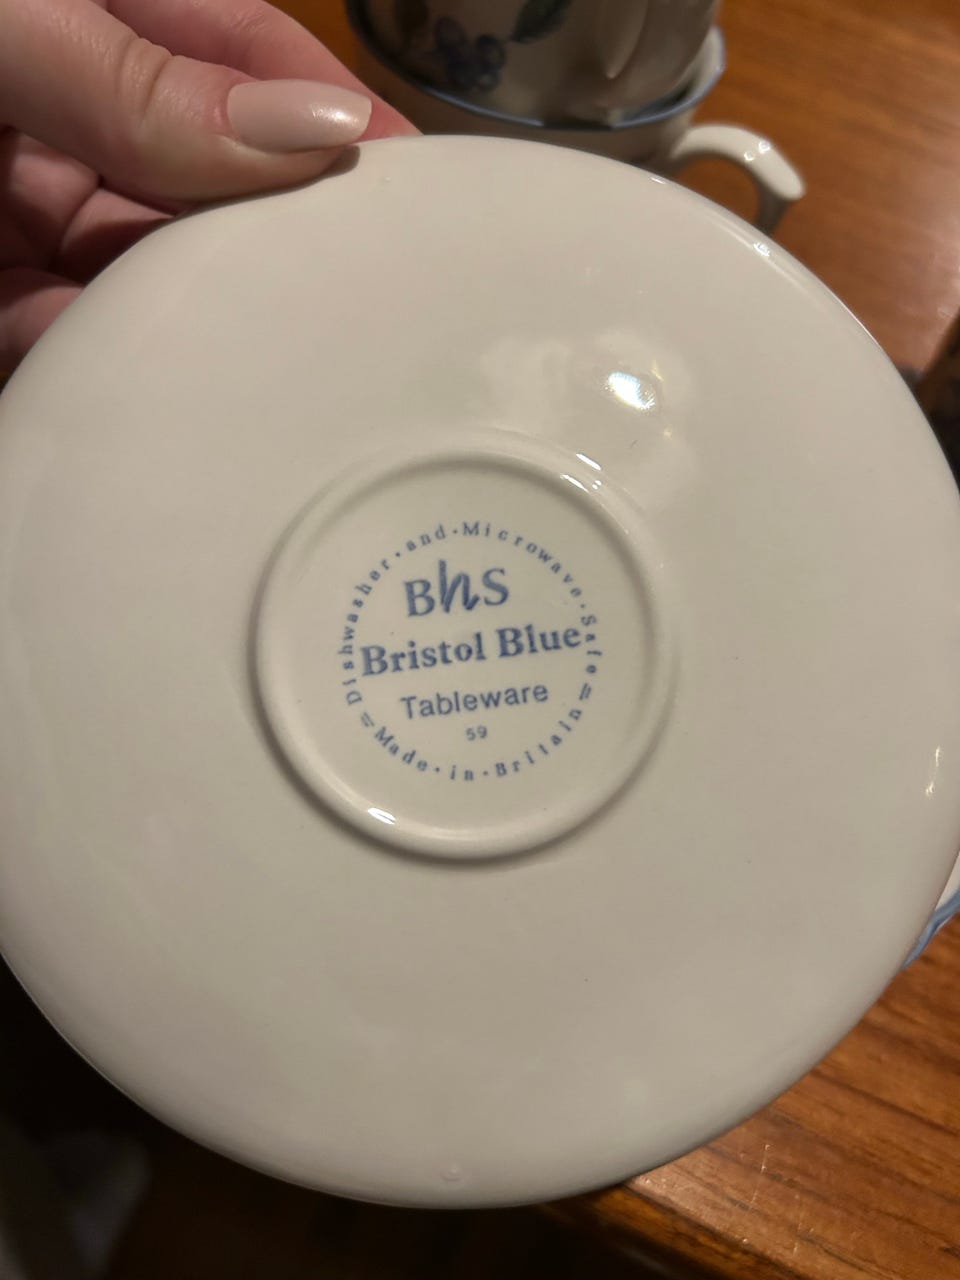 Dishwasher · and · Microwave · Safe
BhS
Bristol Blue
Tableware
59
= Made · in · Britain =